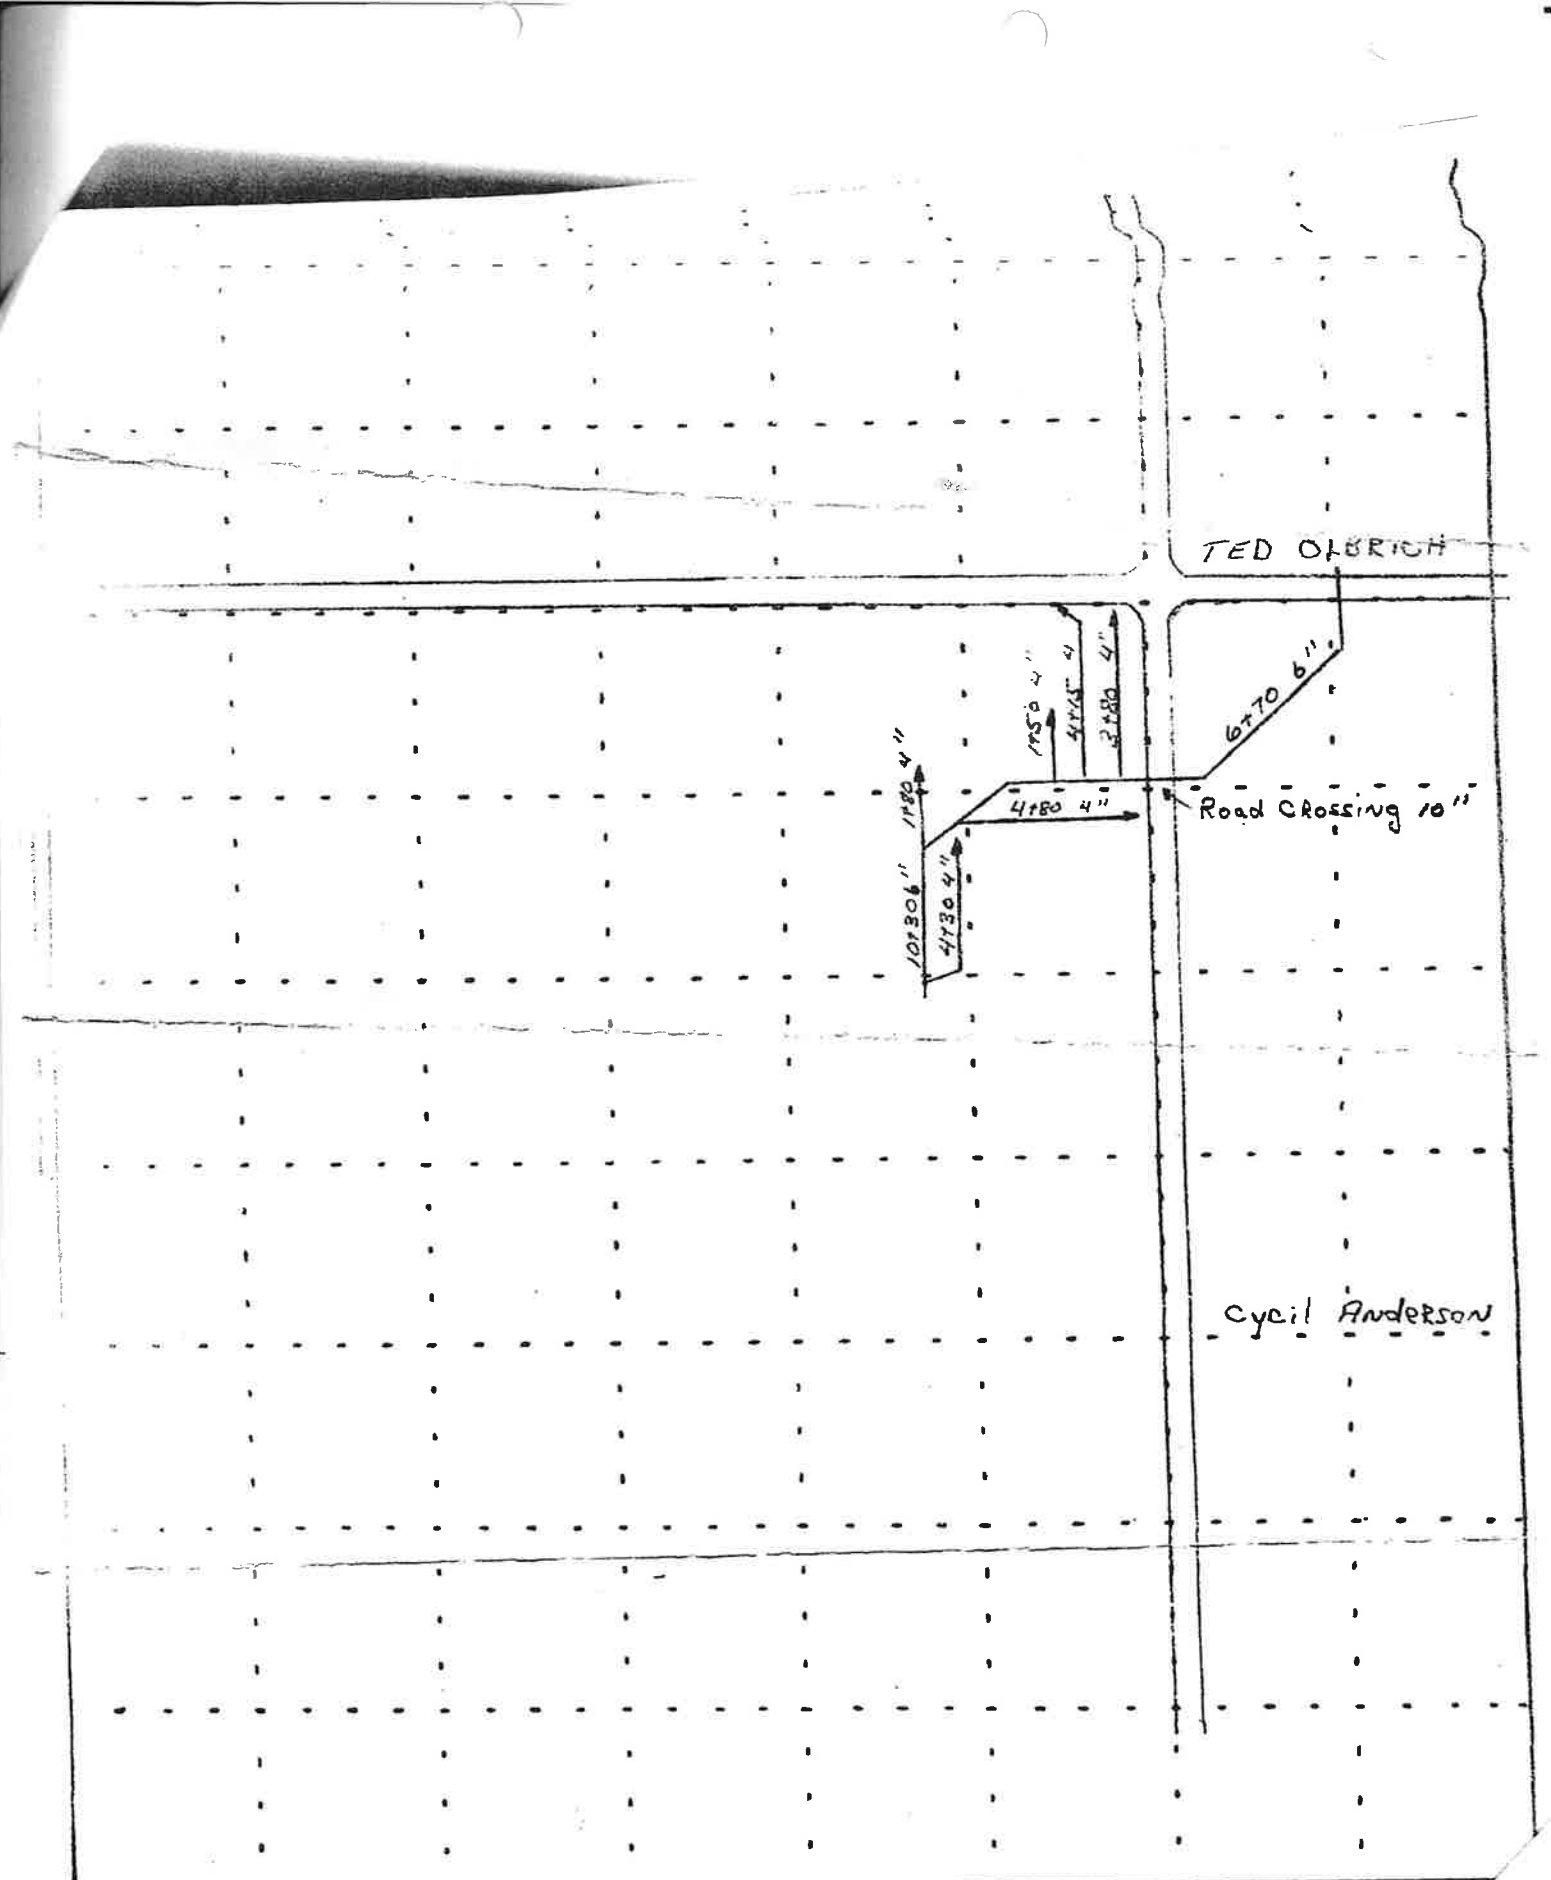 TED OLBRICH
1+50 4"
4+15 4
3+80 4"
6+70 6"
1+80 4"
4+80 4"
Road Crossing 10"
10+30 6"
4+30 4"
Cycil Anderson